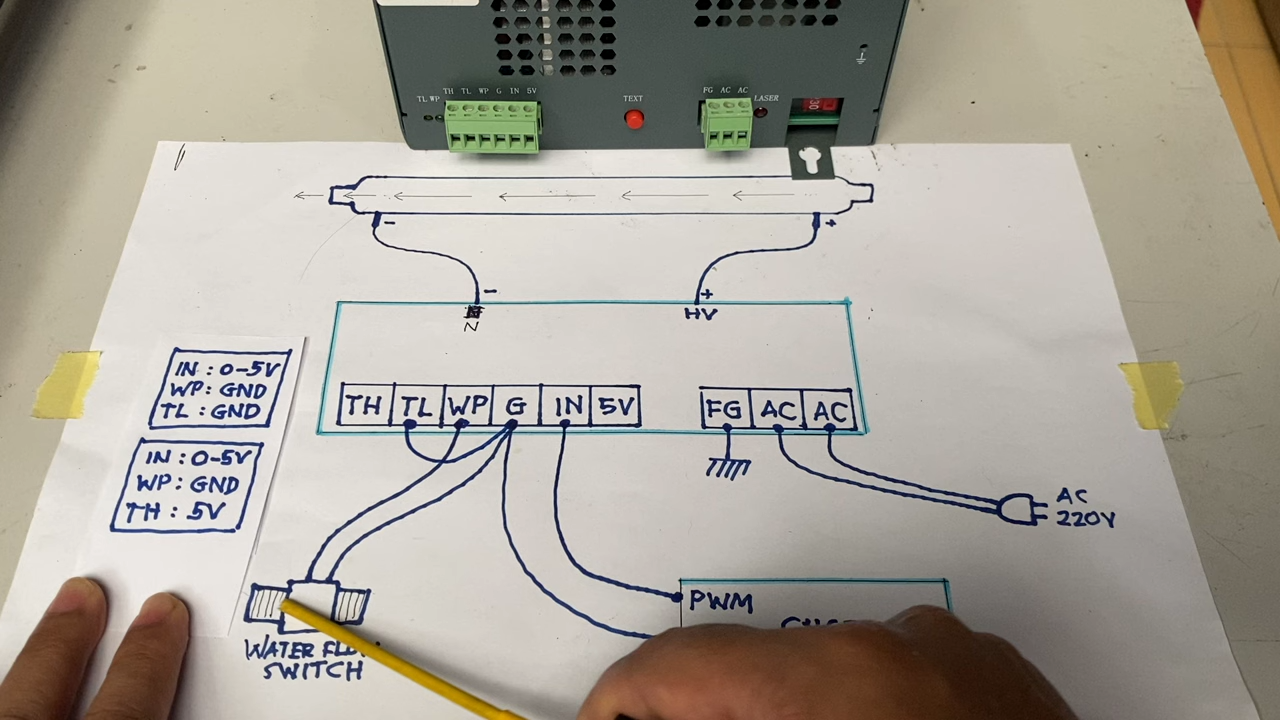 TH TL WP G IN 5V
TL WP
TEXT
FG AC AC
LASER
30
- +
- +
N HV
IN : 0-5V
WP : GND
TL : GND
TH TL WP G IN 5V
FG AC AC
IN : 0-5V
WP : GND
TH : 5V
AC
220V
PWM
WATER
SWITCH